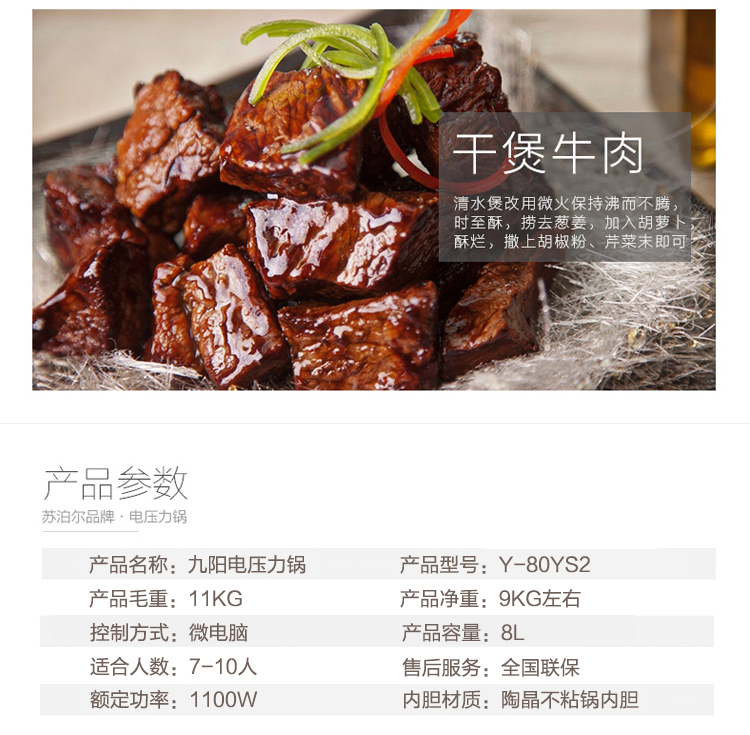 干煲牛肉
清水煲改用微火保持沸而不腾，
时至酥，捞去葱姜，加入胡萝卜，
酥烂，撒上胡椒粉、芹菜末即可
产品参数
苏泊尔品牌·电压力锅
产品名称：九阳电压力锅 产品型号：Y-80YS2
产品毛重：11KG 产品净重：9KG左右
控制方式：微电脑 产品容量：8L
适合人数：7-10人 售后服务：全国联保
额定功率：1100W 内胆材质：陶晶不粘锅内胆